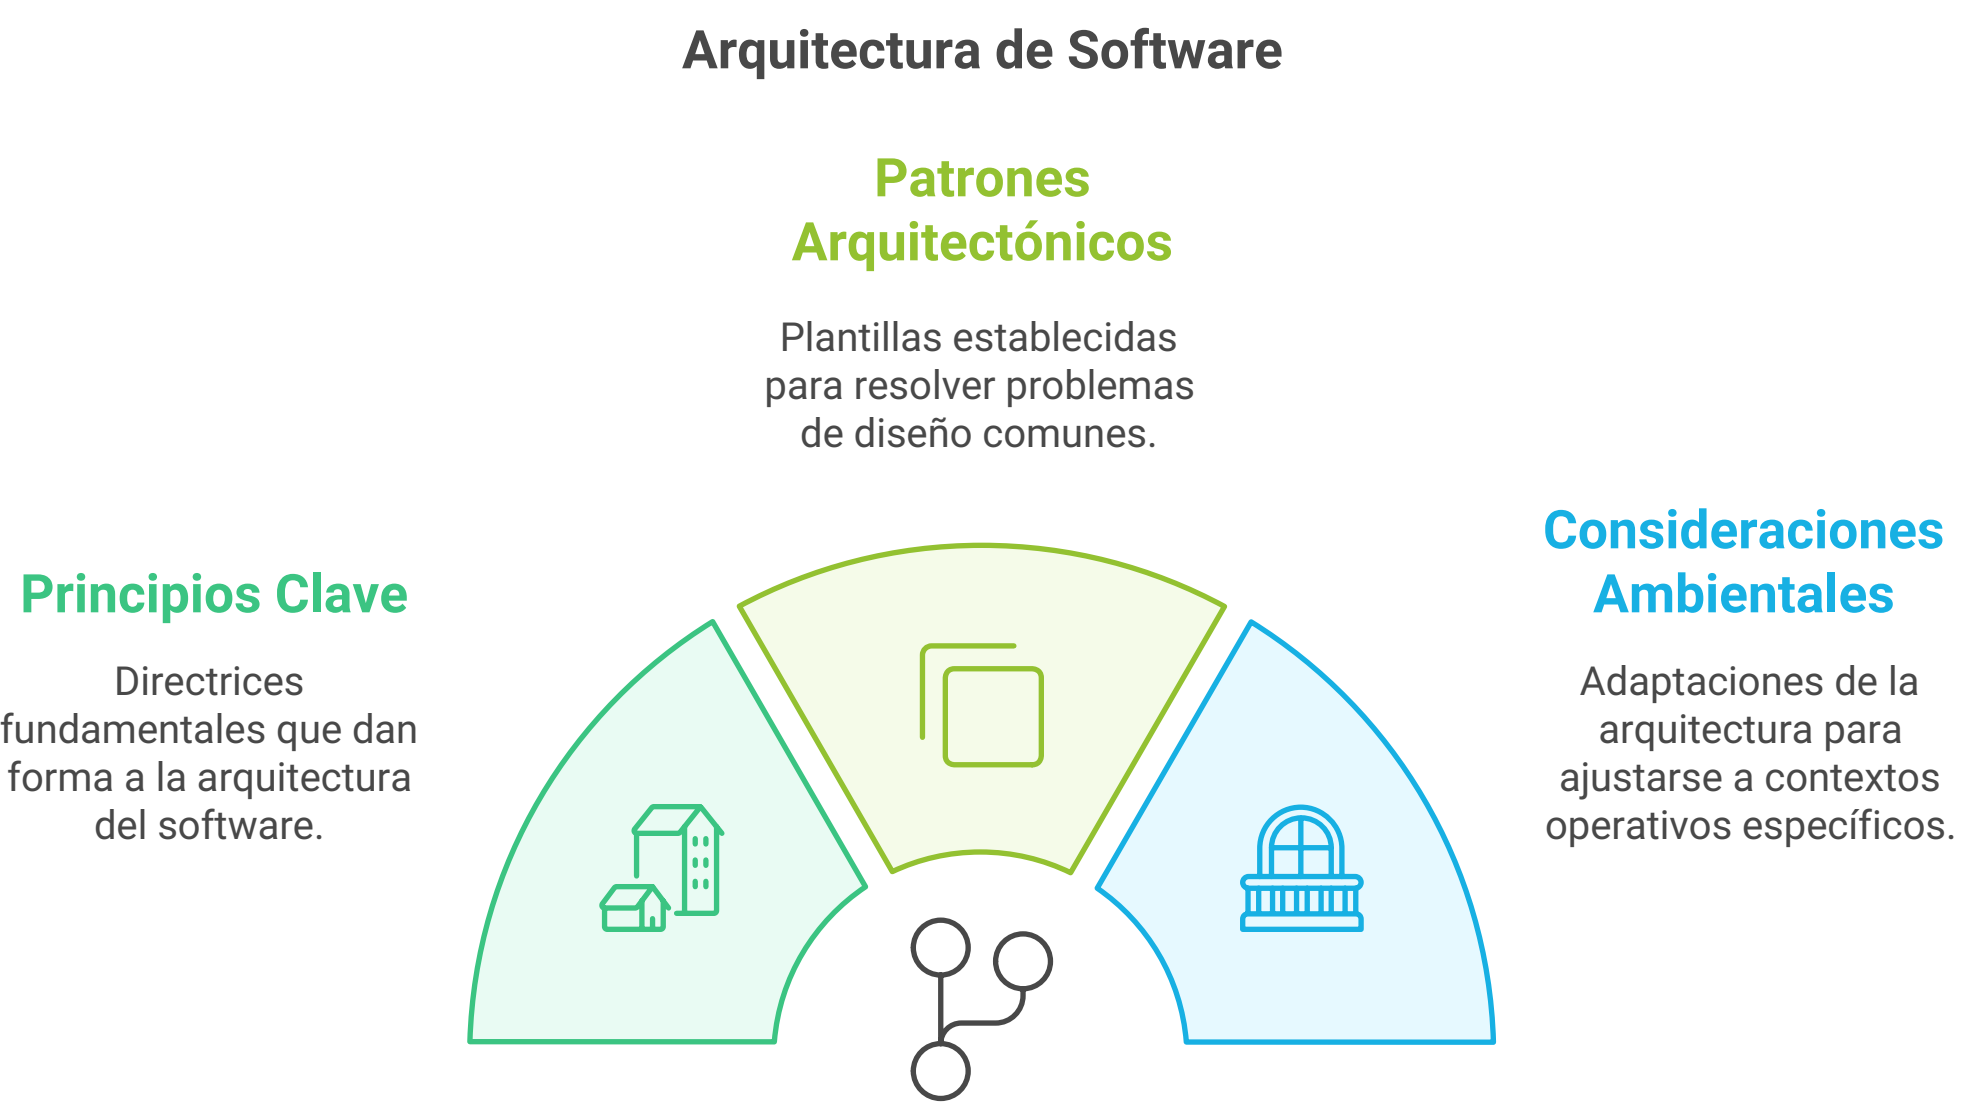 Arquitectura de Software
Patrones
Arquitectónicos
Plantillas establecidas
para resolver problemas
de diseño comunes.
Principios Clave
Directrices
fundamentales que dan
forma a la arquitectura
del software.
Consideraciones
Ambientales
Adaptaciones de la
arquitectura para
ajustarse a contextos
operativos específicos.